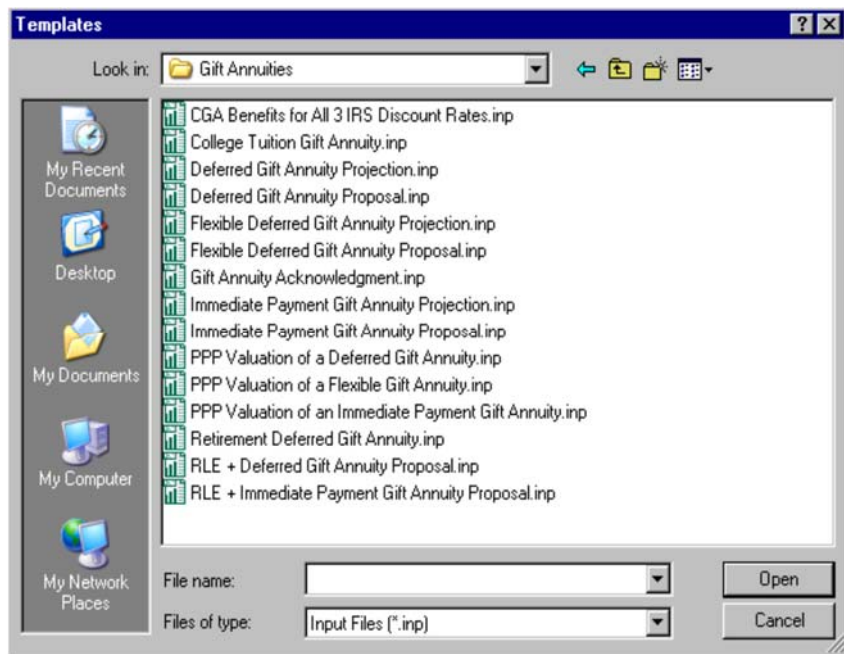 Templates
Look in:
Gift Annuities
My Recent
Documents
Desktop
My Documents
My Computer
My Network
Places
CGA Benefits for All 3 IRS Discount Rates.inp
College Tuition Gift Annuity.inp
Deferred Gift Annuity Projection.inp
Deferred Gift Annuity Proposal.inp
Flexible Deferred Gift Annuity Projection.inp
Flexible Deferred Gift Annuity Proposal.inp
Gift Annuity Acknowledgment.inp
Immediate Payment Gift Annuity Projection.inp
Immediate Payment Gift Annuity Proposal.inp
PPP Valuation of a Deferred Gift Annuity.inp
PPP Valuation of a Flexible Gift Annuity.inp
PPP Valuation of an Immediate Payment Gift Annuity.inp
Retirement Deferred Gift Annuity.inp
RLE + Deferred Gift Annuity Proposal.inp
RLE + Immediate Payment Gift Annuity Proposal.inp
File name:
Open
Files of type:
Input Files (*.inp)
Cancel